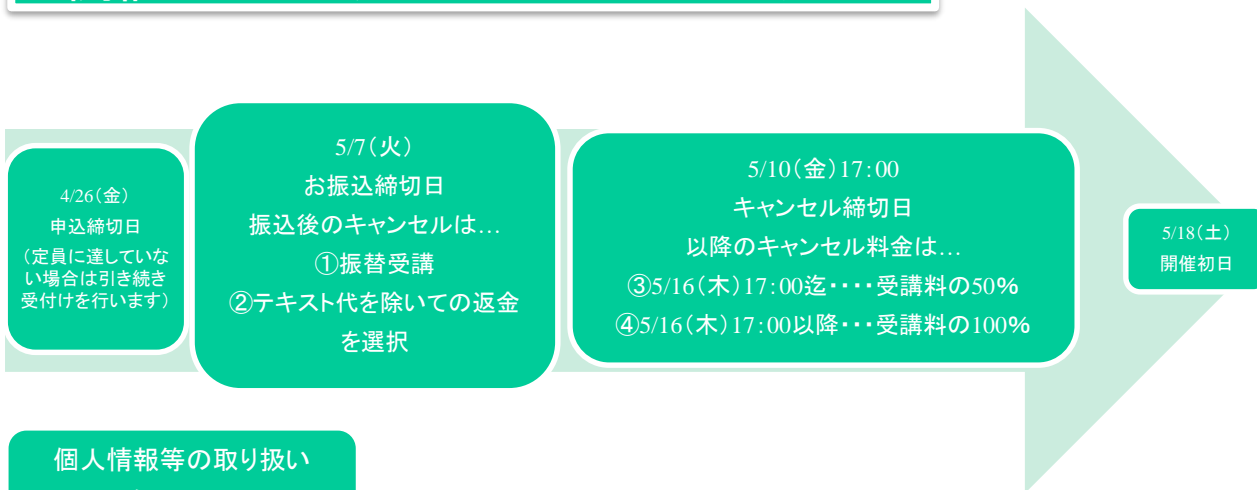 4/26(金)
申込締切日
(定員に達していな
い場合は引き続き
受付けを行います)
5/7(火)
お振込締切日
振込後のキャンセルは…
①振替受講
②テキスト代を除いての返金
を選択
5/10(金)17:00
キャンセル締切日
以降のキャンセル料金は…
③5/16(木)17:00迄・・・・受講料の50%
④5/16(木)17:00以降・・・受講料の100%
5/18(土)
開催初日
個人情報等の取り扱い